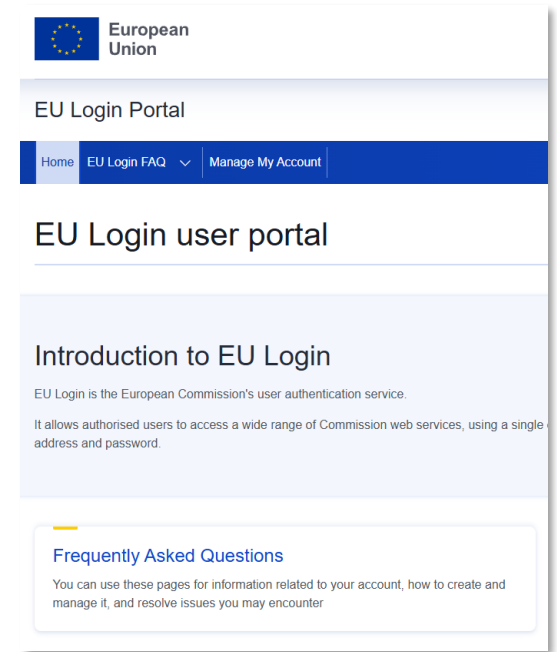 European
Union
EU Login Portal
Home EU Login FAQ Manage My Account
EU Login user portal
Introduction to EU Login
EU Login is the European Commission's user authentication service.
It allows authorised users to access a wide range of Commission web services, using a single
address and password.
Frequently Asked Questions
You can use these pages for information related to your account, how to create and
manage it, and resolve issues you may encounter